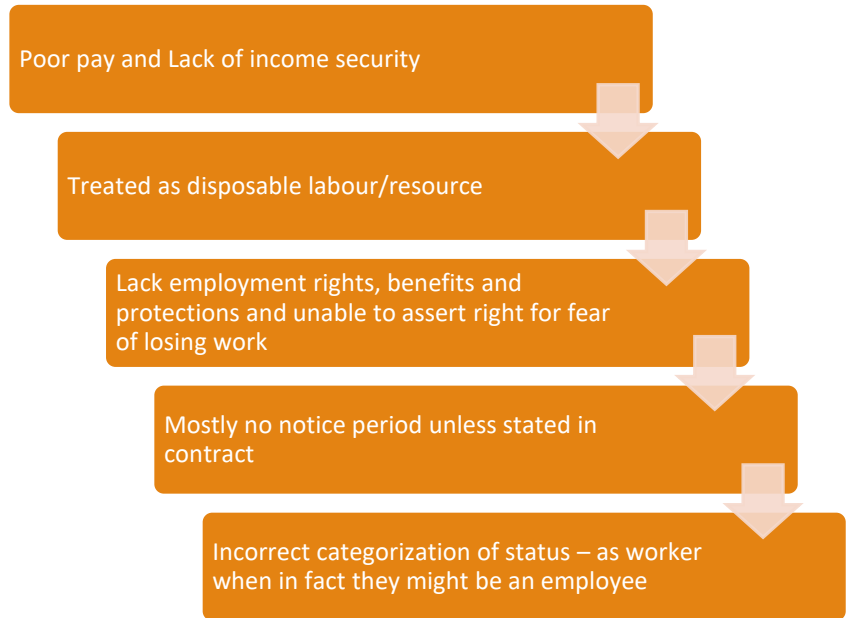 Poor pay and Lack of income security
Treated as disposable labour/resource
Lack employment rights, benefits and
protections and unable to assert right for fear
of losing work
Mostly no notice period unless stated in
contract
Incorrect categorization of status – as worker
when in fact they might be an employee